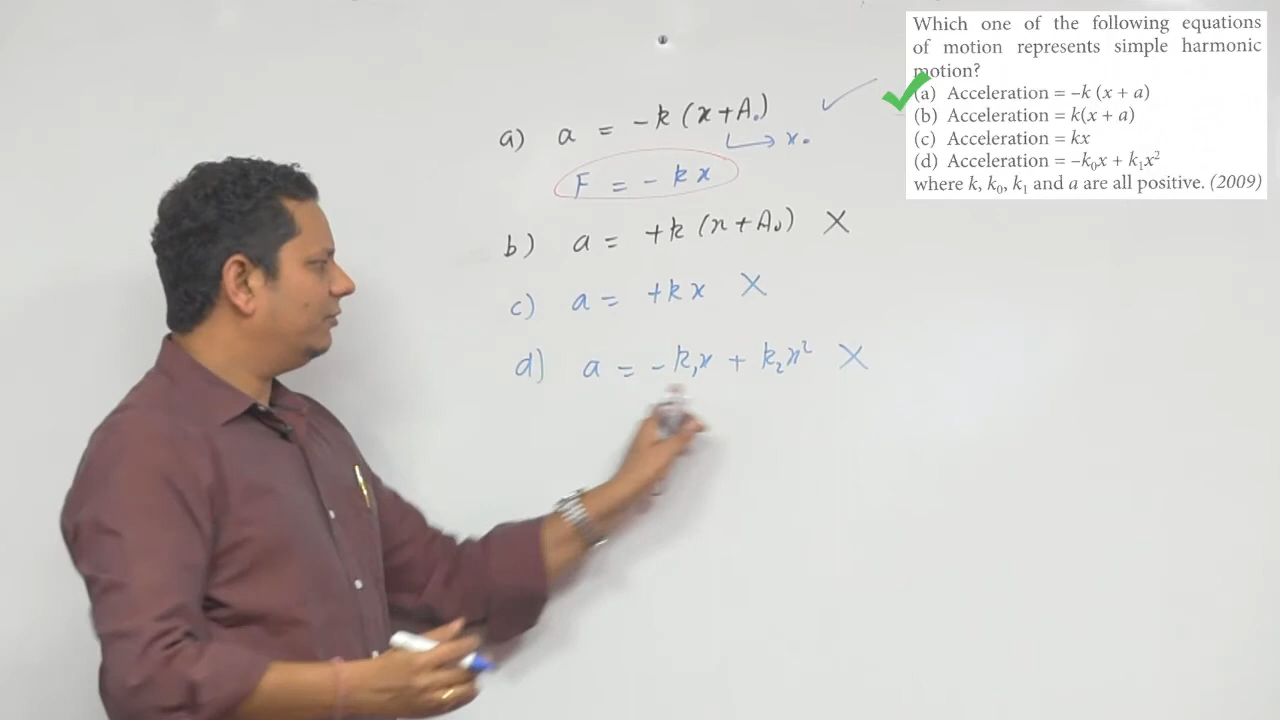 Which one of the following equations
of motion represents simple harmonic
motion?
(a) Acceleration = –k (x + a)
(b) Acceleration = k(x + a)
(c) Acceleration = kx
(d) Acceleration = –k₀x + k₁x²
where k, k₀, k₁ and a are all positive. (2009)
a) a = -k (x+A₀)
↳ x₀
F = -kx
b) a = +k (x+A₀) X
c) a = +kx X
d) a = -k₁x + k₂x² X